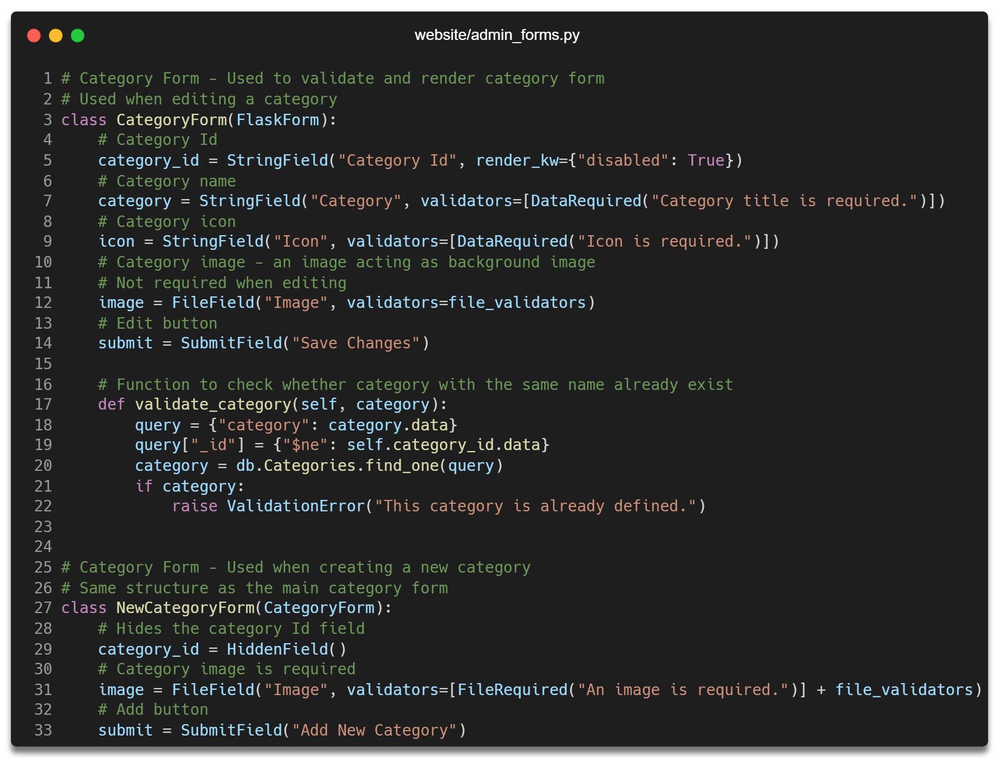 website/admin_forms.py
1 # Category Form - Used to validate and render category form
2 # Used when editing a category
3 class CategoryForm(FlaskForm):
4     # Category Id
5     category_id = StringField("Category Id", render_kw={"disabled": True})
6     # Category name
7     category = StringField("Category", validators=[DataRequired("Category title is required.")])
8     # Category icon
9     icon = StringField("Icon", validators=[DataRequired("Icon is required.")])
10     # Category image - an image acting as background image
11     # Not required when editing
12     image = FileField("Image", validators=file_validators)
13     # Edit button
14     submit = SubmitField("Save Changes")
15
16     # Function to check whether category with the same name already exist
17     def validate_category(self, category):
18         query = {"category": category.data}
19         query["_id"] = {"$ne": self.category_id.data}
20         category = db.Categories.find_one(query)
21         if category:
22             raise ValidationError("This category is already defined.")
23
24
25 # Category Form - Used when creating a new category
26 # Same structure as the main category form
27 class NewCategoryForm(CategoryForm):
28     # Hides the category Id field
29     category_id = HiddenField()
30     # Category image is required
31     image = FileField("Image", validators=[FileRequired("An image is required.")] + file_validators)
32     # Add button
33     submit = SubmitField("Add New Category")